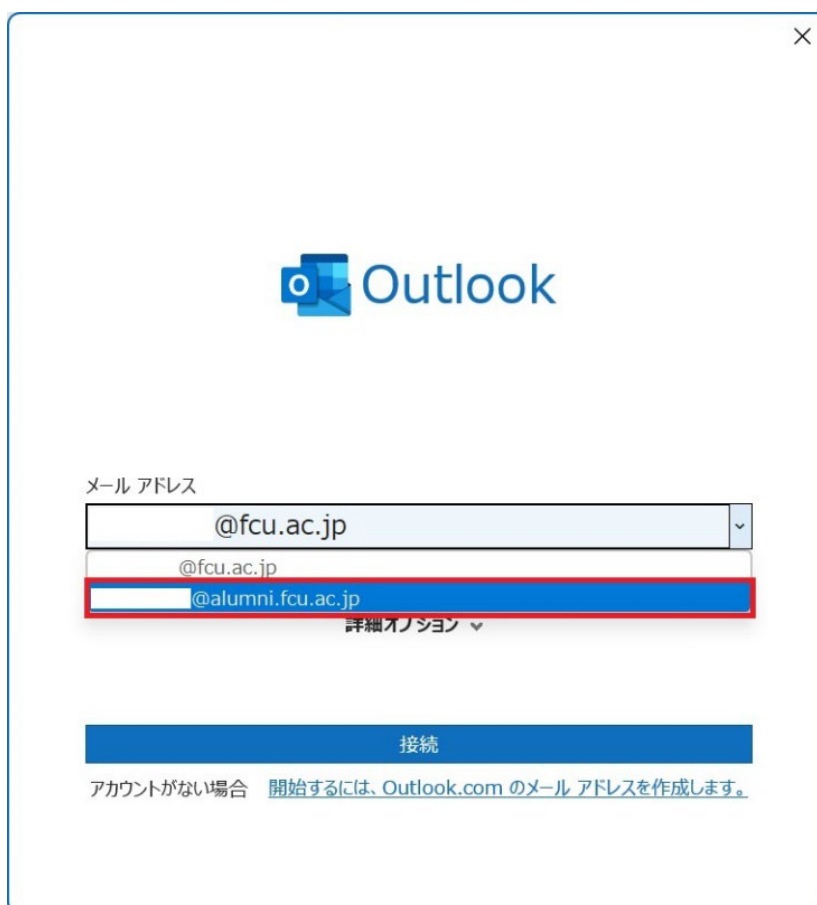 Outlook
メール アドレス
@fcu.ac.jp
@fcu.ac.jp
@alumni.fcu.ac.jp
詳細オプション
接続
アカウントがない場合 開始するには、Outlook.com のメール アドレスを作成します。